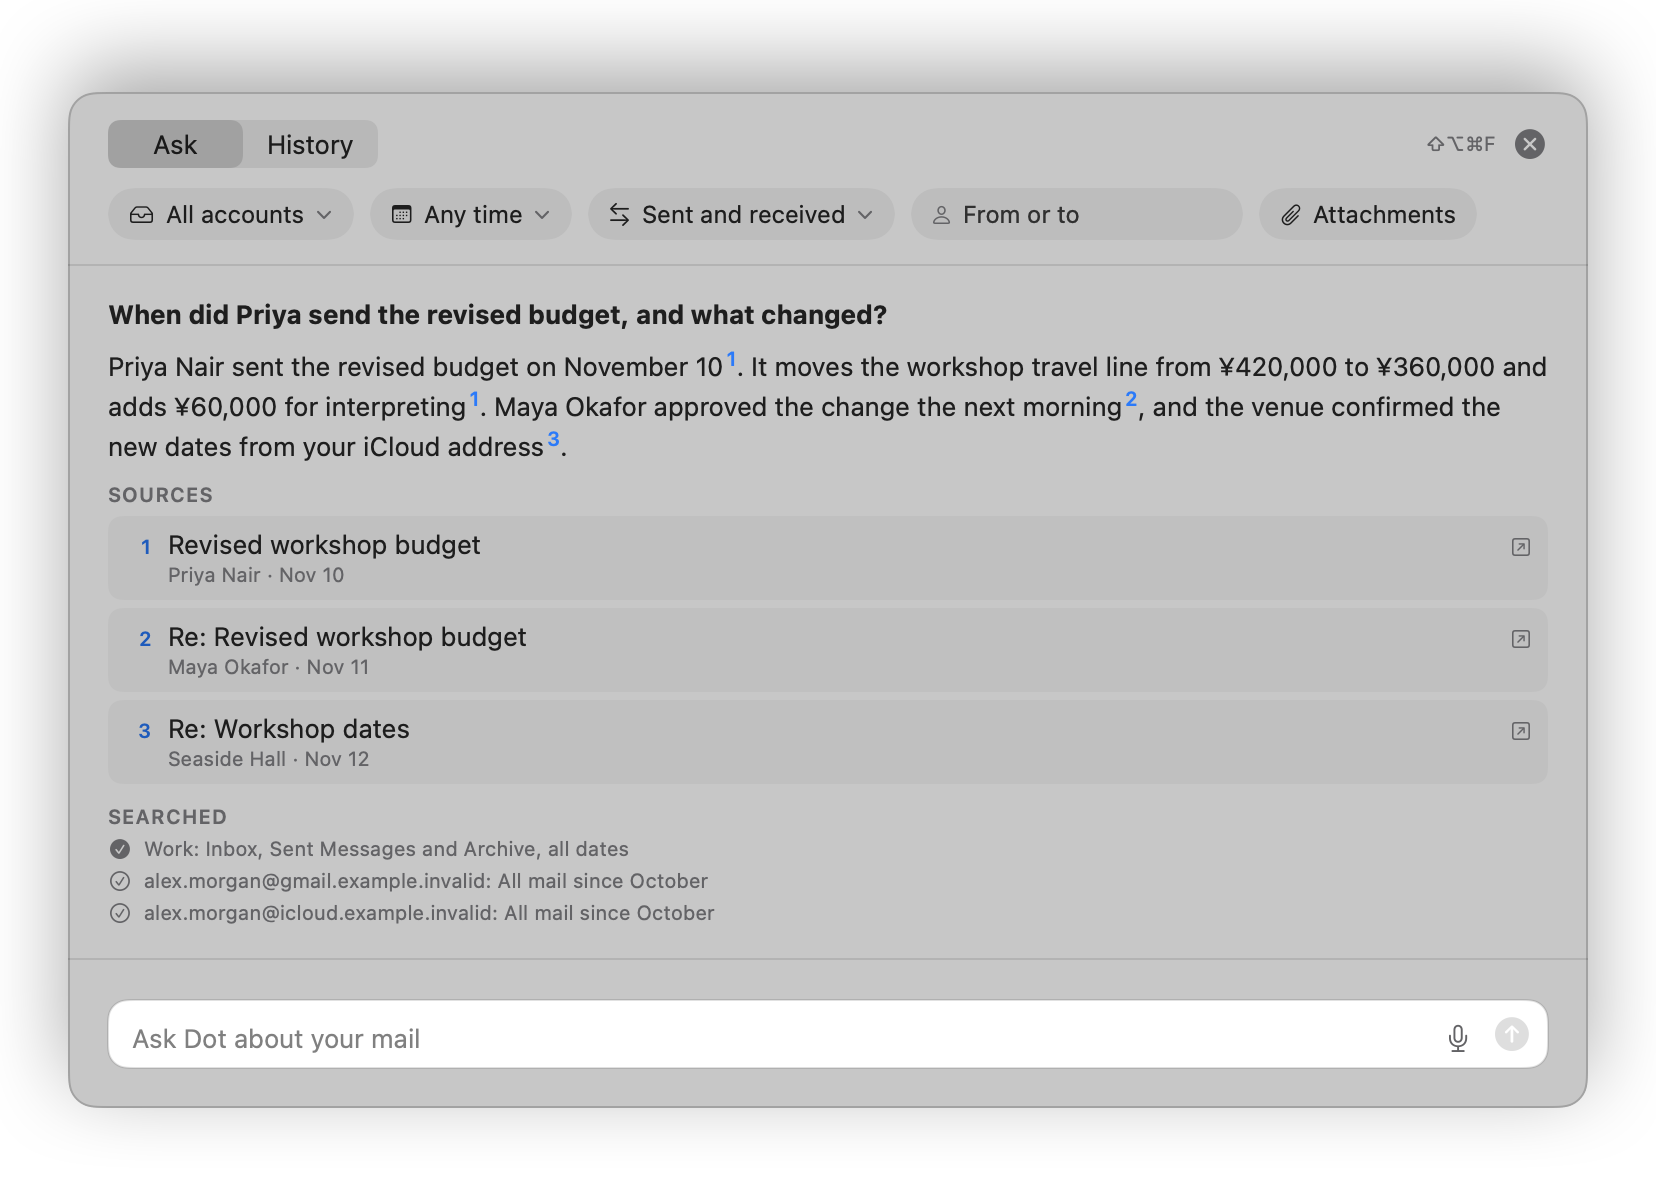 Ask
History
⇧⌥⌘F
All accounts
Any time
Sent and received
From or to
Attachments
When did Priya send the revised budget, and what changed?
Priya Nair sent the revised budget on November 10 1. It moves the workshop travel line from ¥420,000 to ¥360,000 and
adds ¥60,000 for interpreting 1. Maya Okafor approved the change the next morning 2, and the venue confirmed the
new dates from your iCloud address 3.
SOURCES
1 Revised workshop budget
Priya Nair · Nov 10
2 Re: Revised workshop budget
Maya Okafor · Nov 11
3 Re: Workshop dates
Seaside Hall · Nov 12
SEARCHED
Work: Inbox, Sent Messages and Archive, all dates
alex.morgan@gmail.example.invalid: All mail since October
alex.morgan@icloud.example.invalid: All mail since October
Ask Dot about your mail